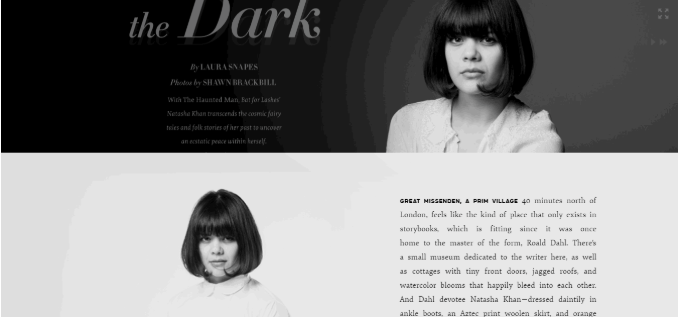 the Dark
By LAURA SNAPES
Photos by SHAWN BRACKBILL
With The Haunted Man, Bat for Lashes'
Natasha Khan transcends the cosmic fairy
tales and folk stories of her past to uncover
an ecstatic peace within herself.
GREAT MISSENDEN, A PRIM VILLAGE 40 minutes north of
London, feels like the kind of place that only exists in
storybooks, which is fitting since it was once
home to the master of the form, Roald Dahl. There's
a small museum dedicated to the writer here, as well
as cottages with tiny front doors, jagged roofs, and
watercolor blooms that happily bleed into each other.
And Dahl devotee Natasha Khan—dressed daintily in
ankle boots, an Aztec print woolen skirt, and orange